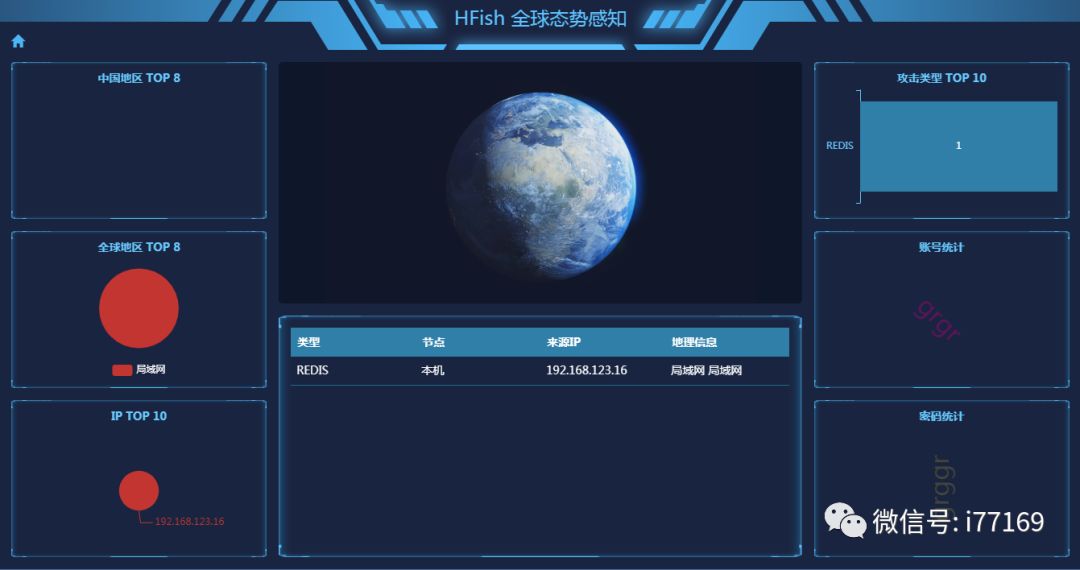 HFish 全球态势感知
中国地区 TOP 8
全球地区 TOP 8
局域网
IP TOP 10
192.168.123.16
类型 节点 来源IP 地理信息
REDIS 本机 192.168.123.16 局域网 局域网
攻击类型 TOP 10
REDIS 1
账号统计
grgr
密码统计
grggr
微信号: i77169